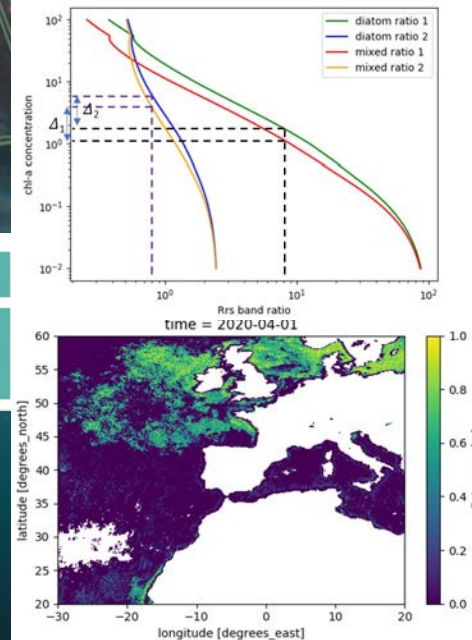 diatom ratio 1
diatom ratio 2
mixed ratio 1
mixed ratio 2
chl-a concentration
10²
10¹
10⁰
10⁻¹
10⁻²
Δ₁
Δ₂
10⁰
10¹
10²
Rrs band ratio
time = 2020-04-01
latitude [degrees_north]
60
55
50
45
40
35
30
25
20
-30
-20
-10
0
10
20
longitude [degrees_east]
1.0
0.8
0.6
0.4
0.2
0.0